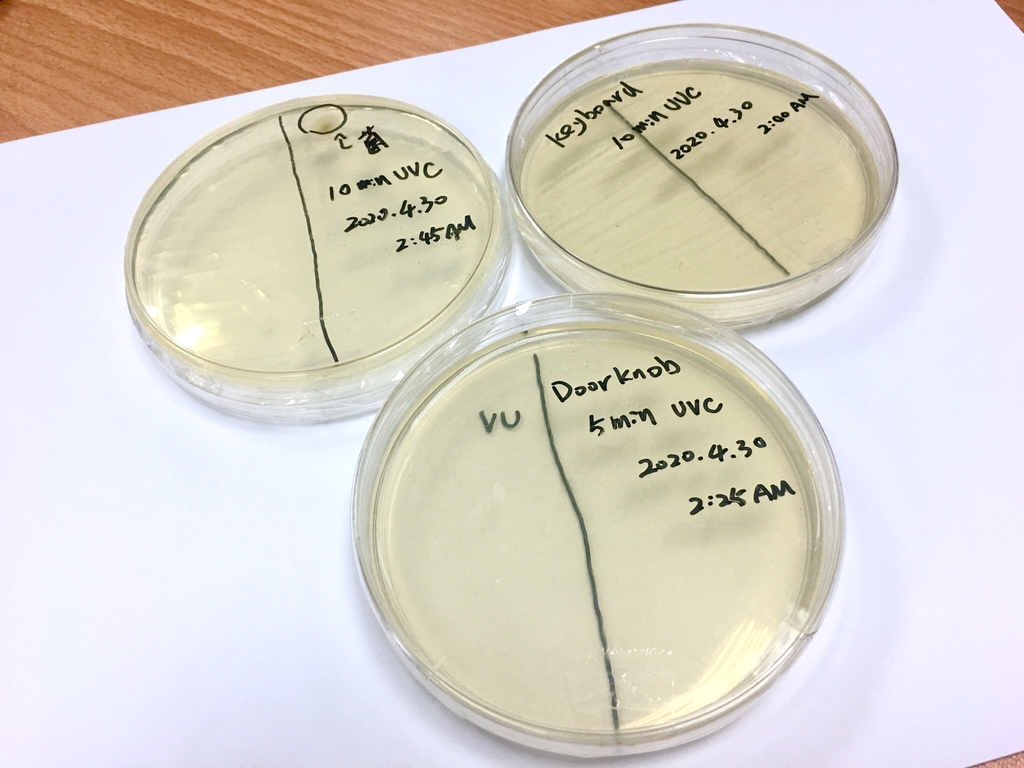 ↑菌
10 min UVC
2020.4.30
2:45 AM
Keyboard
10 min UVC
2020.4.30
2:00 AM
VU
Doorknob
5 min UVC
2020.4.30
2:25 AM